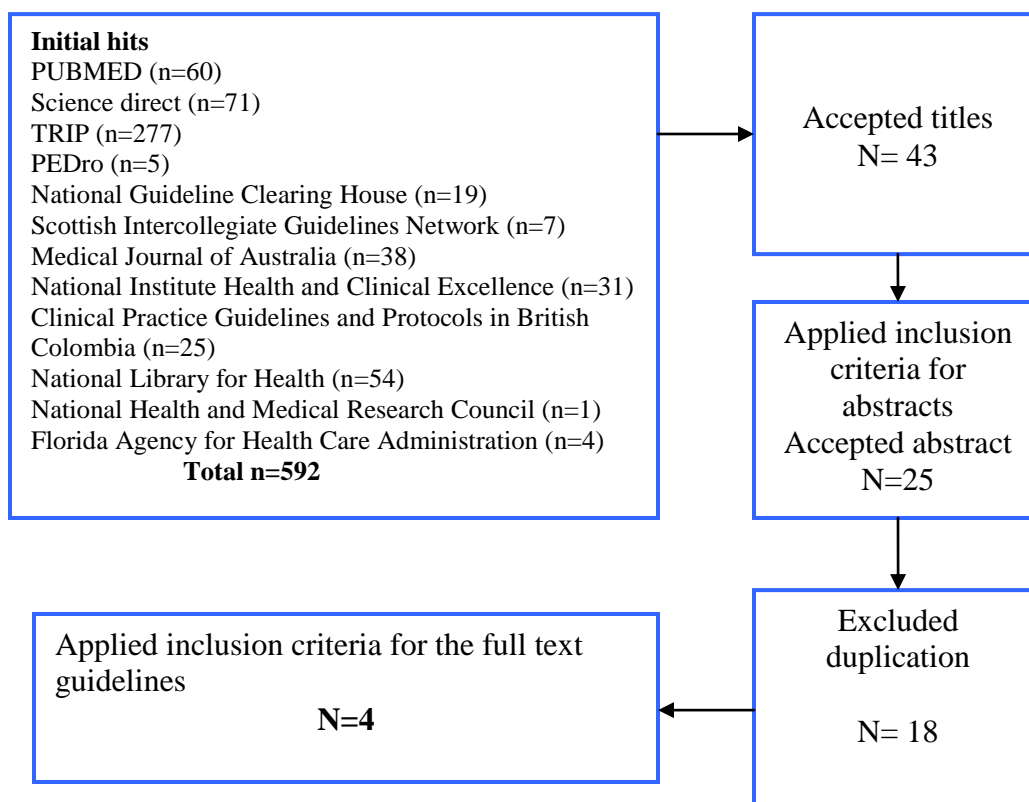 Initial hits
PUBMED (n=60)
Science direct (n=71)
TRIP (n=277)
PEDro (n=5)
National Guideline Clearing House (n=19)
Scottish Intercollegiate Guidelines Network (n=7)
Medical Journal of Australia (n=38)
National Institute Health and Clinical Excellence (n=31)
Clinical Practice Guidelines and Protocols in British
Colombia (n=25)
National Library for Health (n=54)
National Health and Medical Research Council (n=1)
Florida Agency for Health Care Administration (n=4)
Total n=592
Accepted titles
N= 43
Applied inclusion
criteria for
abstracts
Accepted abstract
N=25
Excluded
duplication
N= 18
Applied inclusion criteria for the full text
guidelines
N=4